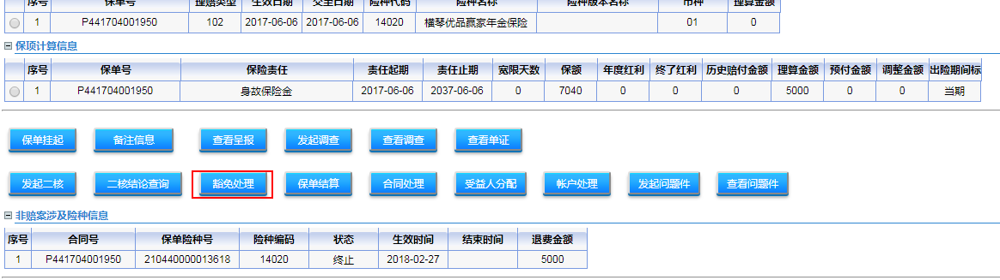 序号 保单号 理赔类型 生效日期 交至日期 险种代码 险种名称 险种版本名称 币种 理算金额
1 P441704001950 102 2017-06-06 2017-06-06 14020 横琴优品赢家年金保险 01 0
保项计算信息
序号 保单号 保险责任 责任起期 责任止期 宽限天数 保额 年度红利 终了红利 历史赔付金额 理算金额 预付金额 调整金额 出险期间标
1 P441704001950 身故保险金 2017-06-06 2037-06-06 0 7040 0 0 0 5000 0 0 当期
保单挂起 备注信息 查看呈报 发起调查 查看调查 查看单证
发起二核 二核结论查询 豁免处理 保单结算 合同处理 受益人分配 帐户处理 发起问题件 查看问题件
非赔案涉及险种信息
序号 合同号 保单险种号 险种编码 状态 生效时间 结束时间 退费金额
1 P441704001950 210440000013618 14020 终止 2018-02-27 5000